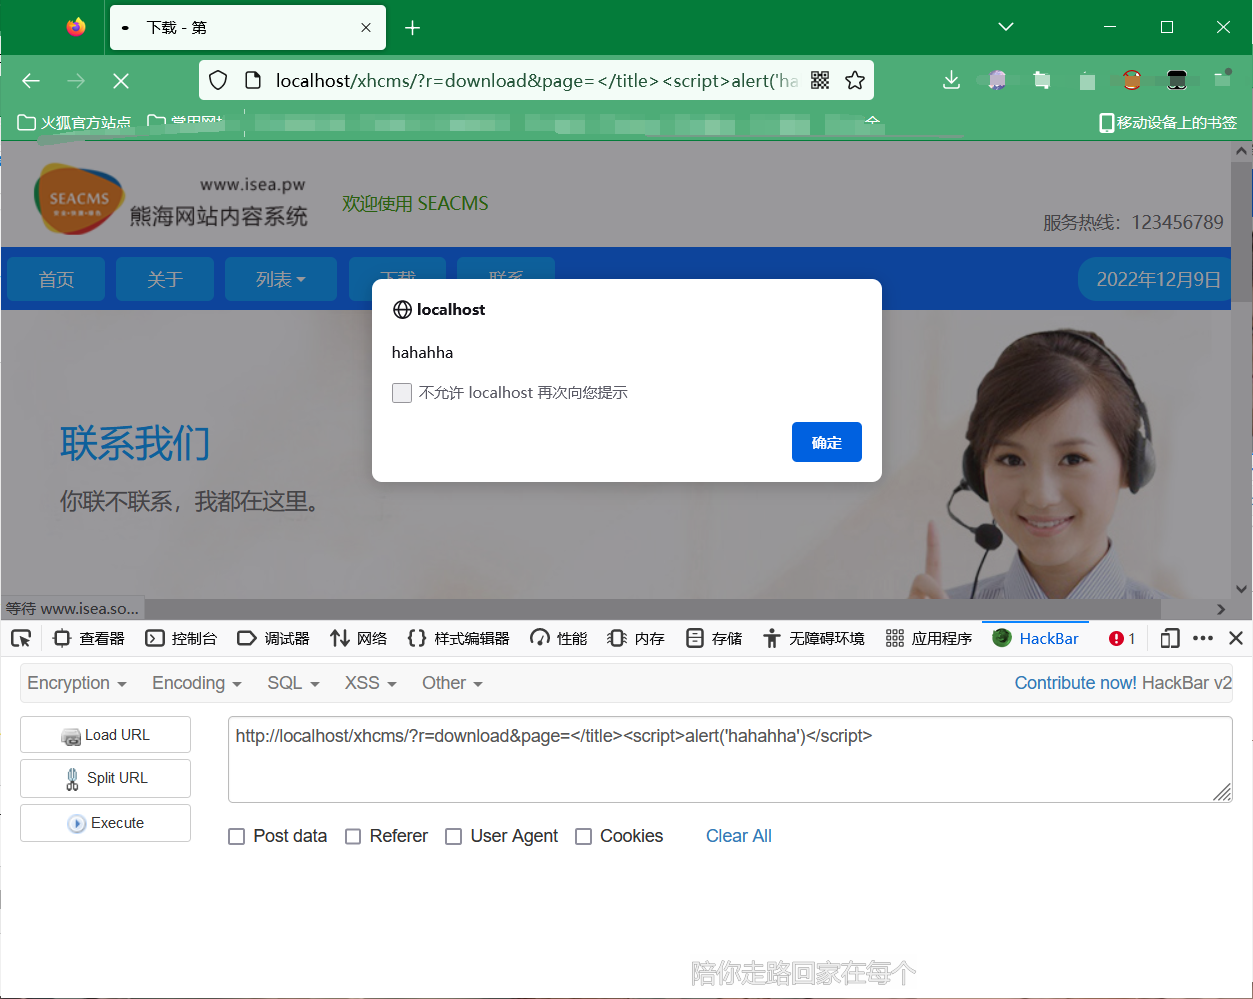 下载 - 第
localhost/xhcms/?r=download&page=</title><script>alert('ha
火狐官方站点
移动设备上的书签
SEACMS
www.isea.pw
熊海网站内容系统
欢迎使用 SEACMS
服务热线：123456789
首页
关于
列表
下载
联系
2022年12月9日
localhost
hahahha
不允许 localhost 再次向您提示
确定
联系我们
你联不联系，我都在这里。
等待 www.isea.so...
查看器
控制台
调试器
网络
样式编辑器
性能
内存
存储
无障碍环境
应用程序
HackBar
1
Encryption
Encoding
SQL
XSS
Other
Contribute now! HackBar v2
Load URL
http://localhost/xhcms/?r=download&page=</title><script>alert('hahahha')</script>
Split URL
Execute
Post data
Referer
User Agent
Cookies
Clear All
陪你走路回家在每个